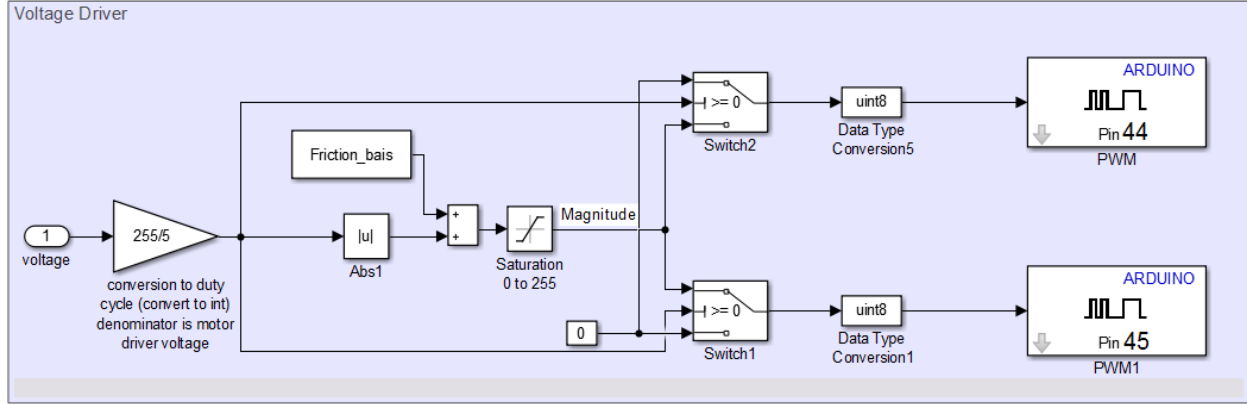 Voltage Driver
ARDUINO
>= 0
uint8
Pin 44
Switch2
Data Type
Conversion5
PWM
Friction_bais
Magnitude
+
+
1
255/5
|u|
voltage
Abs1
Saturation
0 to 255
conversion to duty
cycle (convert to int)
denominator is motor
driver voltage
ARDUINO
>= 0
uint8
0
Pin 45
Switch1
Data Type
Conversion1
PWM1